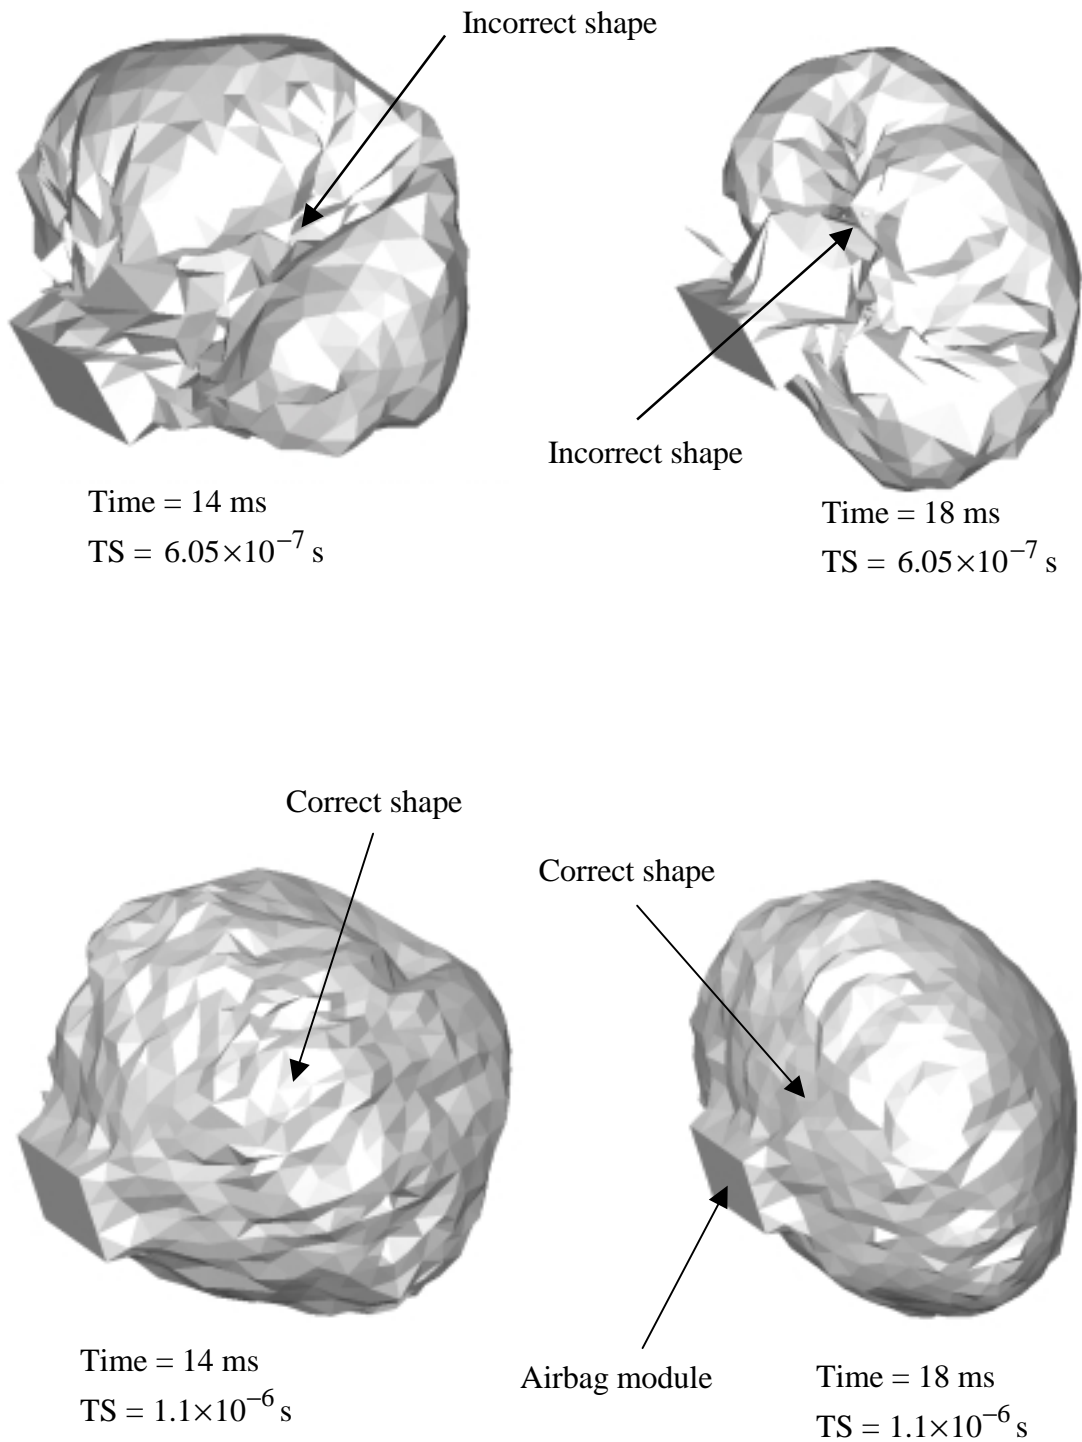 Incorrect shape
Incorrect shape
Time = 14 ms
TS = 6.05×10⁻⁷ s
Time = 18 ms
TS = 6.05×10⁻⁷ s
Correct shape
Correct shape
Time = 14 ms
TS = 1.1×10⁻⁶ s
Airbag module
Time = 18 ms
TS = 1.1×10⁻⁶ s